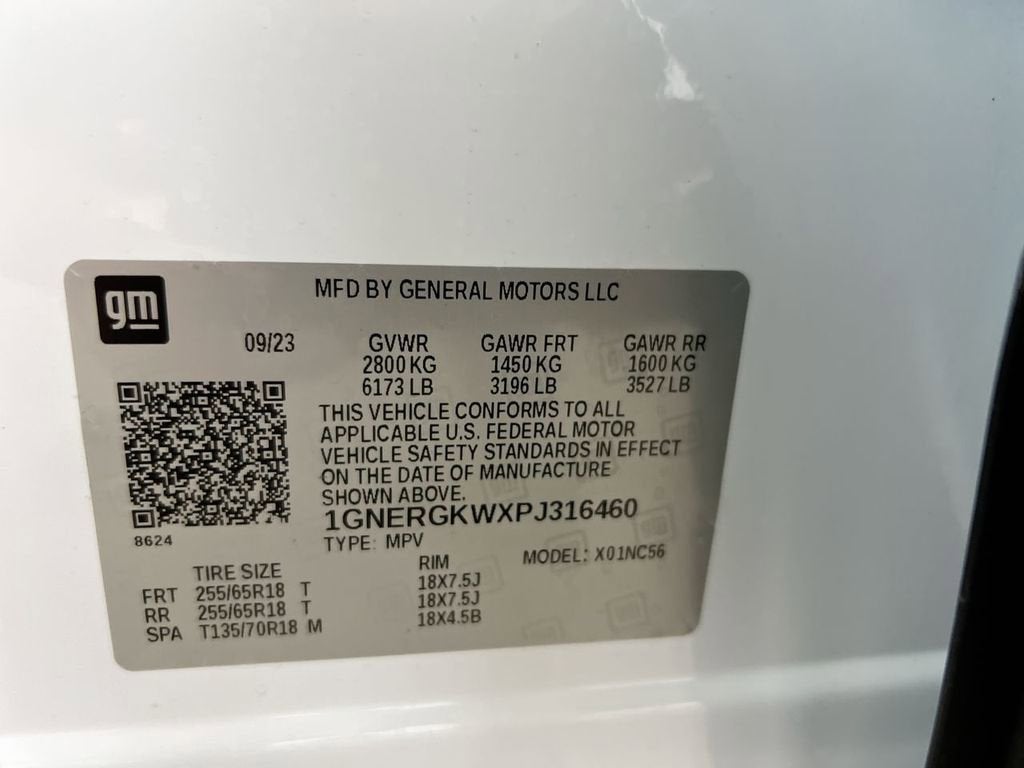 gm
MFD BY GENERAL MOTORS LLC
09/23 GVWR GAWR FRT GAWR RR
2800 KG 1450 KG 1600 KG
6173 LB 3196 LB 3527 LB
THIS VEHICLE CONFORMS TO ALL
APPLICABLE U.S. FEDERAL MOTOR
VEHICLE SAFETY STANDARDS IN EFFECT
ON THE DATE OF MANUFACTURE
SHOWN ABOVE.
1GNERGKWXPJ316460
8624
TYPE: MPV MODEL: X01NC56
TIRE SIZE RIM
FRT 255/65R18 T 18X7.5J
RR 255/65R18 T 18X7.5J
SPA T135/70R18 M 18X4.5B